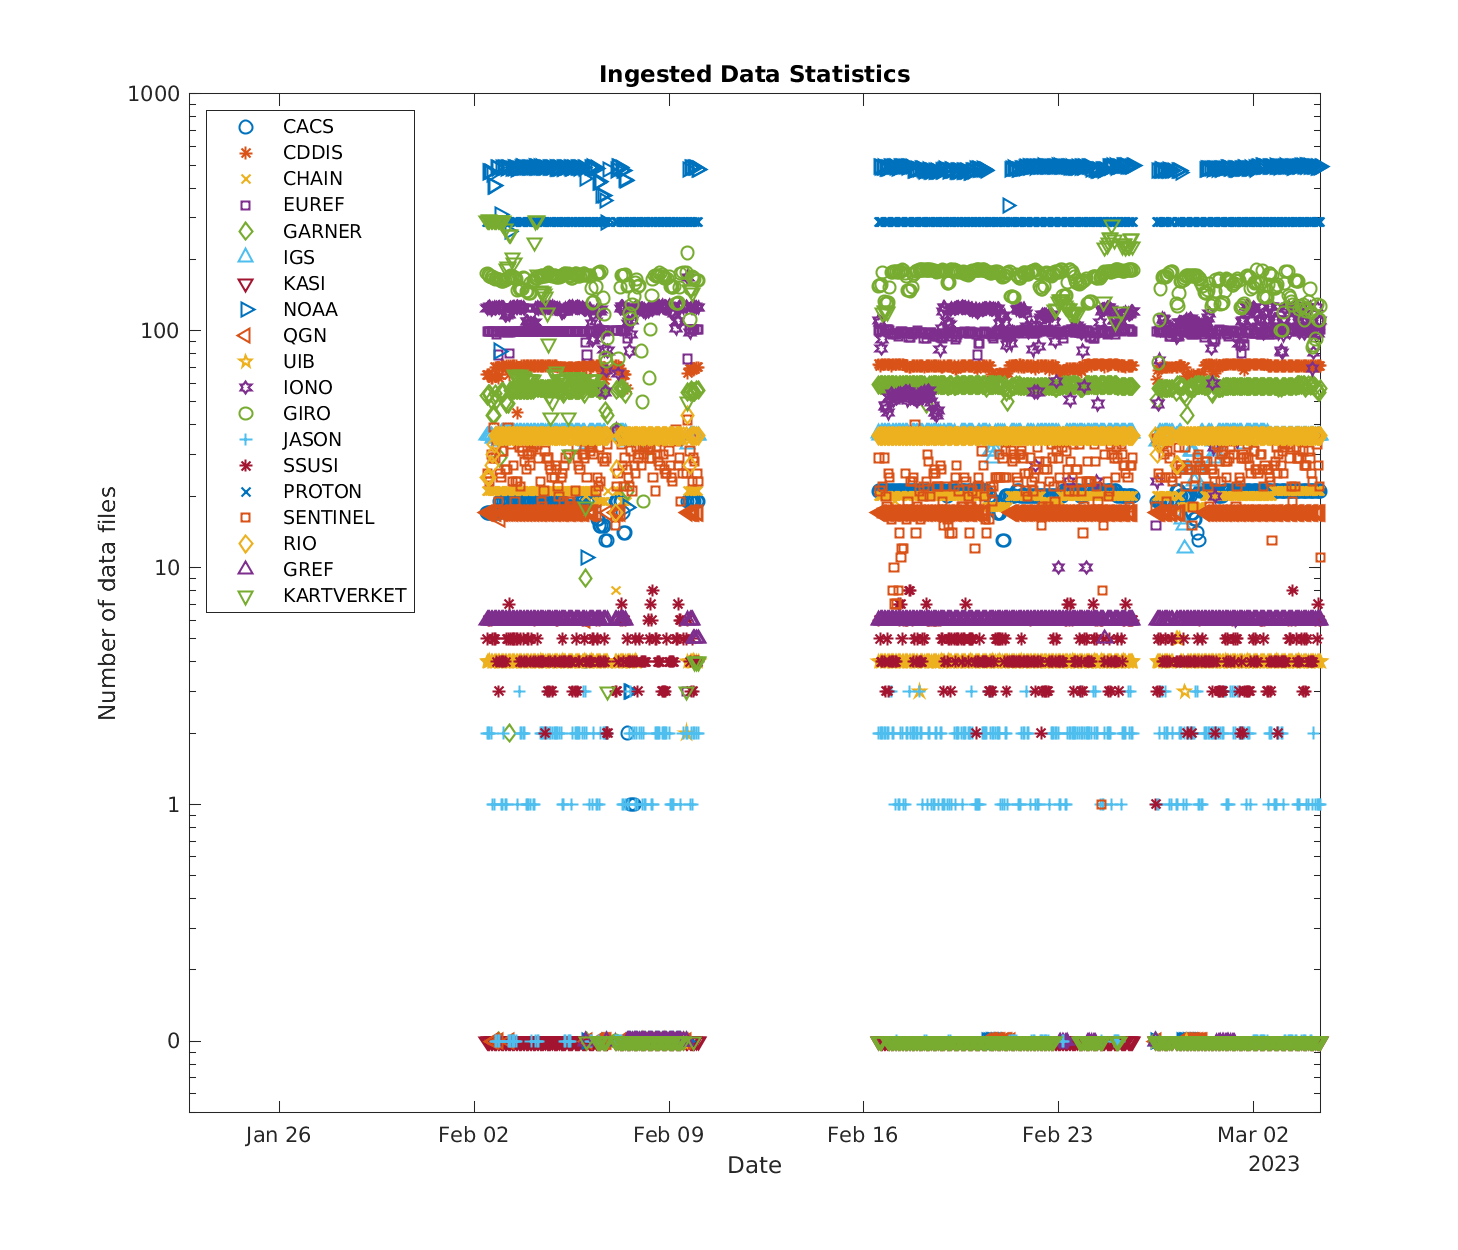 Ingested Data Statistics
1000
100
10
1
0
Number of data files
CACS
CDDIS
CHAIN
EUREF
GARNER
IGS
KASI
NOAA
QGN
UIB
IONO
GIRO
JASON
SSUSI
PROTON
SENTINEL
RIO
GREF
KARTVERKET
Jan 26 Feb 02 Feb 09 Feb 16 Feb 23 Mar 02
Date
2023